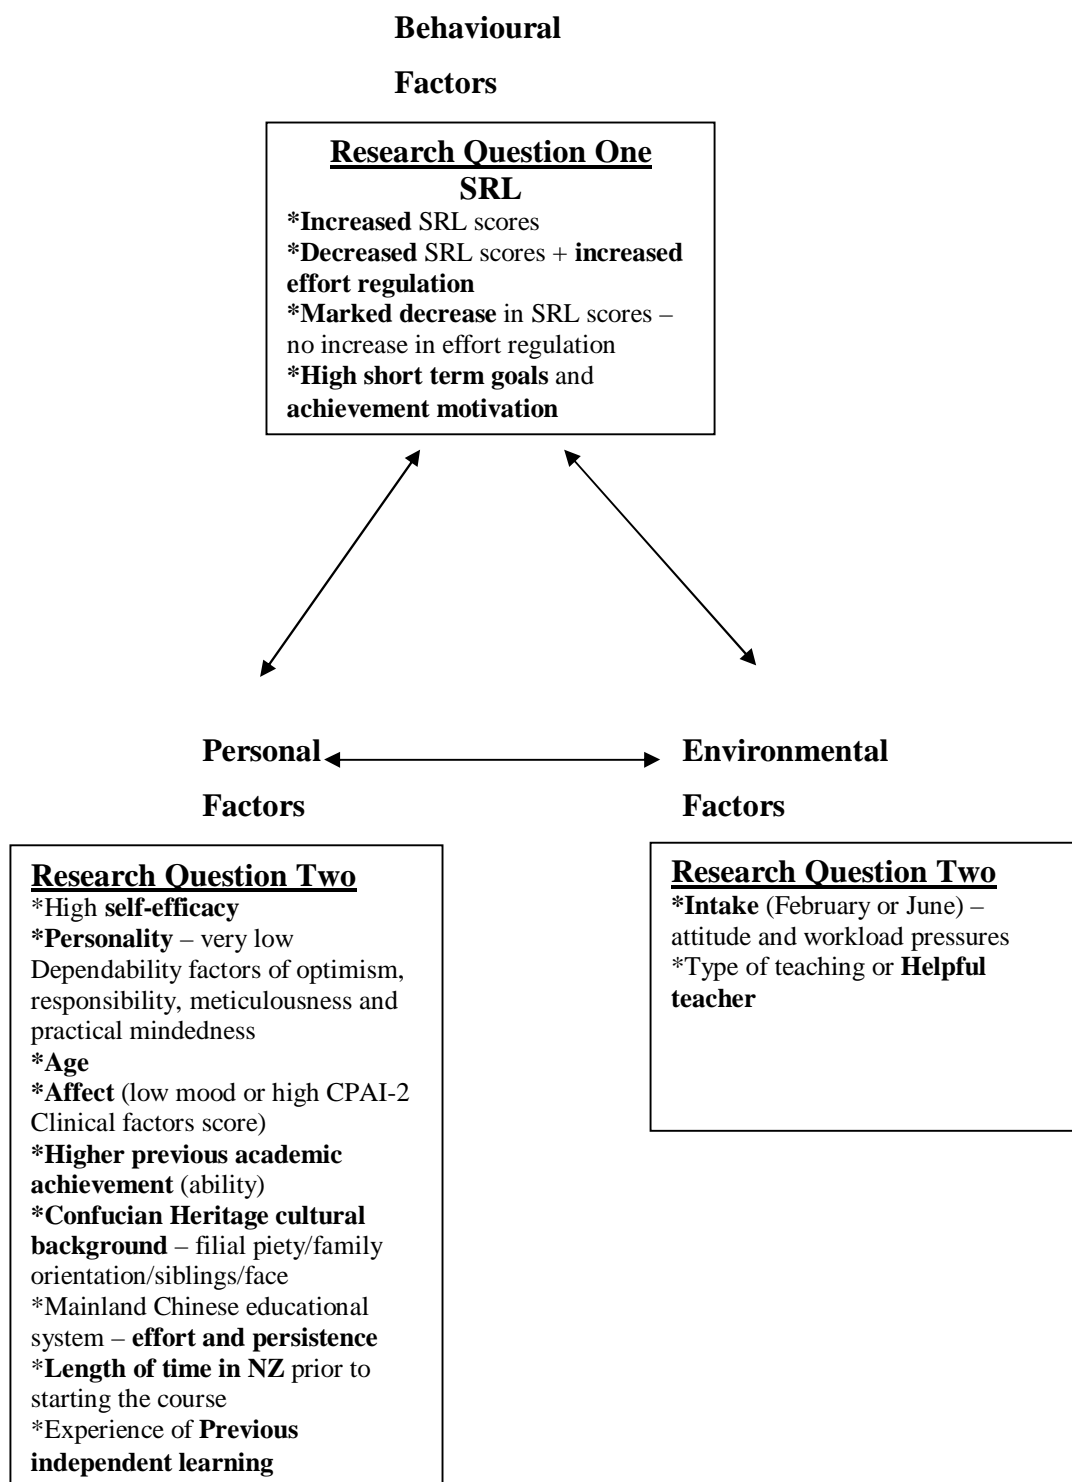 Behavioural
Factors
Research Question One
SRL
*Increased SRL scores
*Decreased SRL scores + increased
effort regulation
*Marked decrease in SRL scores –
no increase in effort regulation
*High short term goals and
achievement motivation
Personal
Factors
Environmental
Factors
Research Question Two
*High self-efficacy
*Personality – very low
Dependability factors of optimism,
responsibility, meticulousness and
practical mindedness
*Age
*Affect (low mood or high CPAI-2
Clinical factors score)
*Higher previous academic
achievement (ability)
*Confucian Heritage cultural
background – filial piety/family
orientation/siblings/face
*Mainland Chinese educational
system – effort and persistence
*Length of time in NZ prior to
starting the course
*Experience of Previous
independent learning
Research Question Two
*Intake (February or June) –
attitude and workload pressures
*Type of teaching or Helpful
teacher